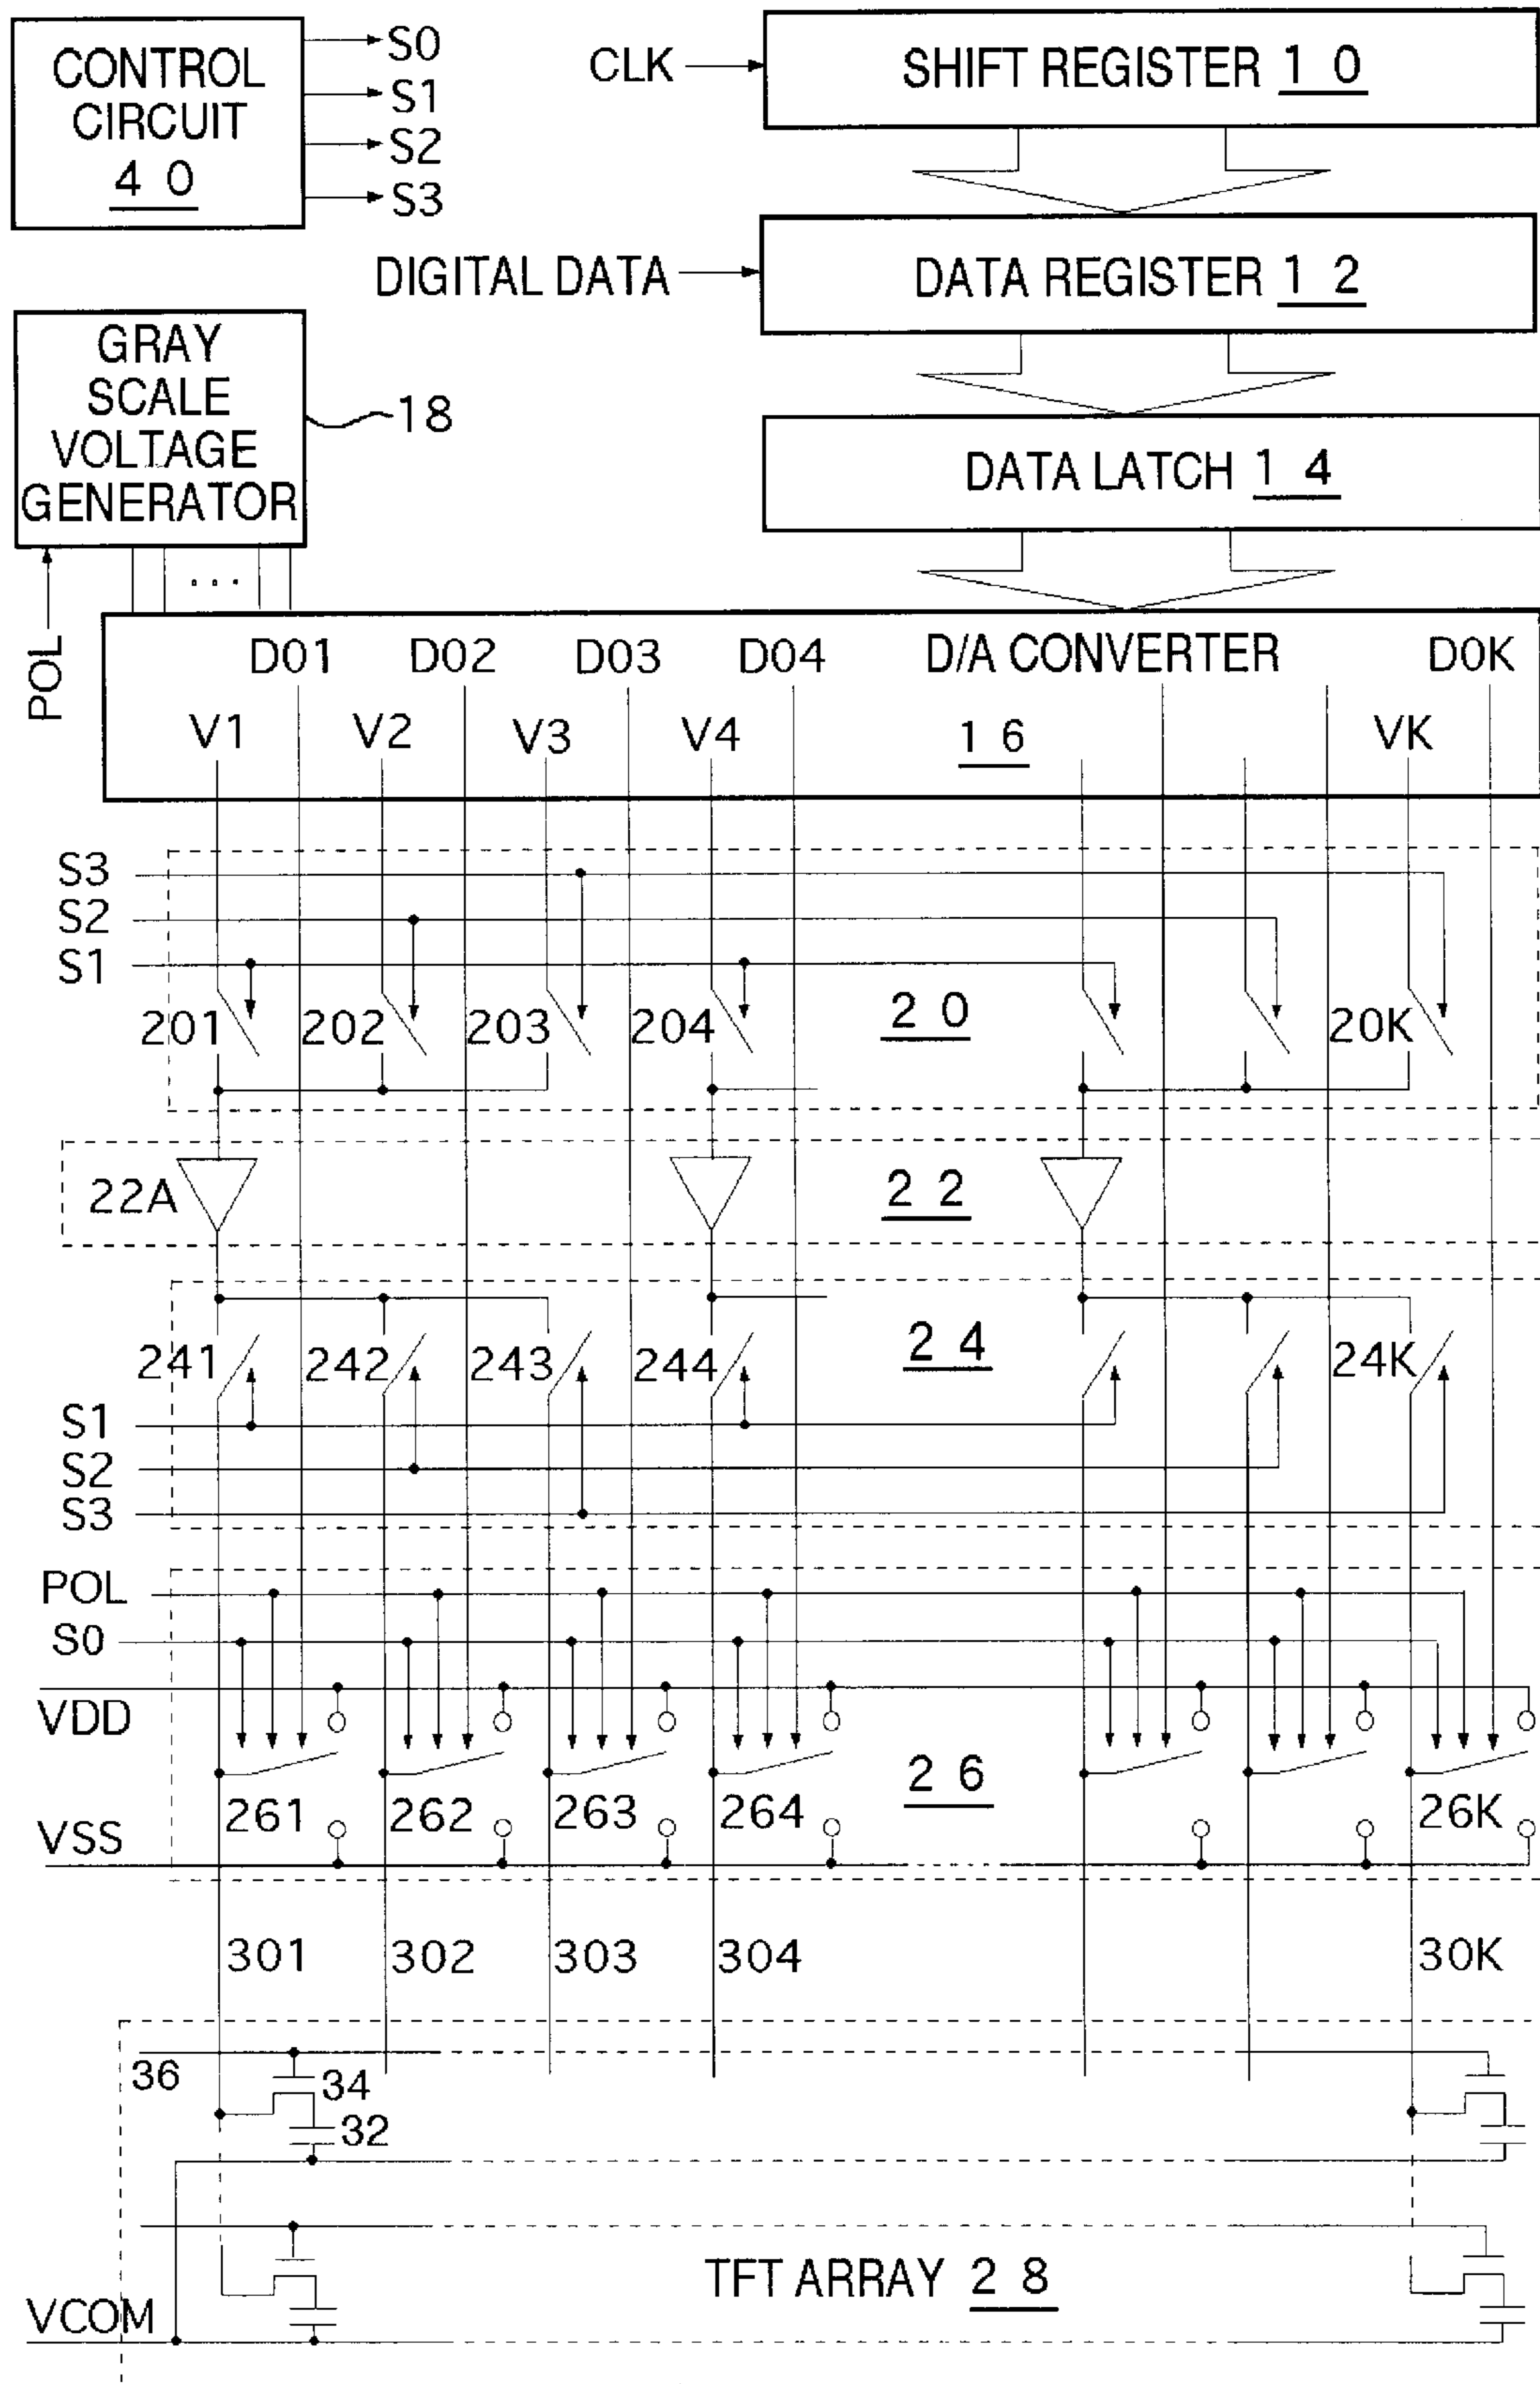 CONTROL
CIRCUIT
4 0
S0
S1
S2
S3
CLK
SHIFT REGISTER 1 0
DIGITAL DATA
DATA REGISTER 1 2
GRAY
SCALE
VOLTAGE
GENERATOR
18
DATA LATCH 1 4
POL
D01 D02 D03 D04 D/A CONVERTER D0K
V1 V2 V3 V4 1 6 VK
S3
S2
S1
201 202 203 204 2 0 20K
22A 2 2
241 242 243 244 2 4 24K
S1
S2
S3
POL
S0
VDD
2 6
261 262 263 264 26K
VSS
301 302 303 304 30K
36
34
32
TFT ARRAY 2 8
VCOM